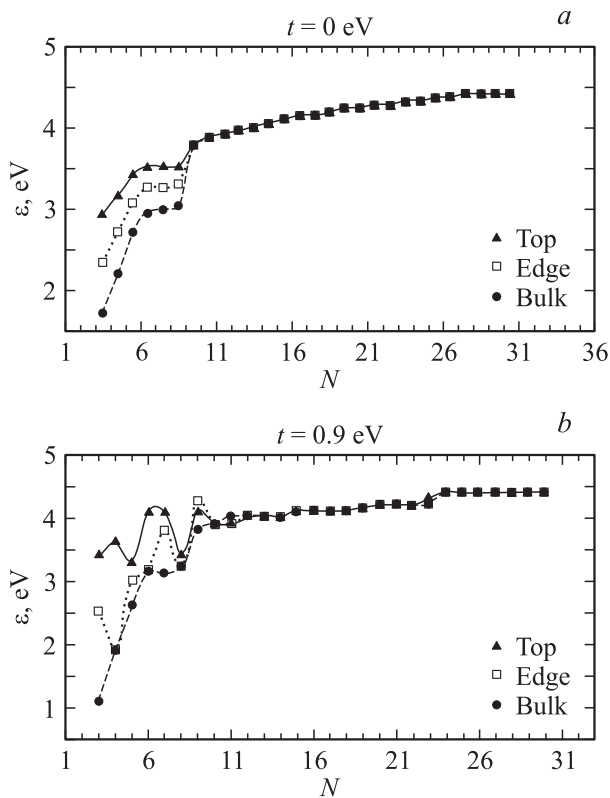 a
t = 0 eV
5
4
3
2
ε, eV
Top
Edge
Bulk
1 6 11 16 21 26 31 36
N
b
t = 0.9 eV
5
4
3
2
1
ε, eV
Top
Edge
Bulk
1 6 11 16 21 26 31
N